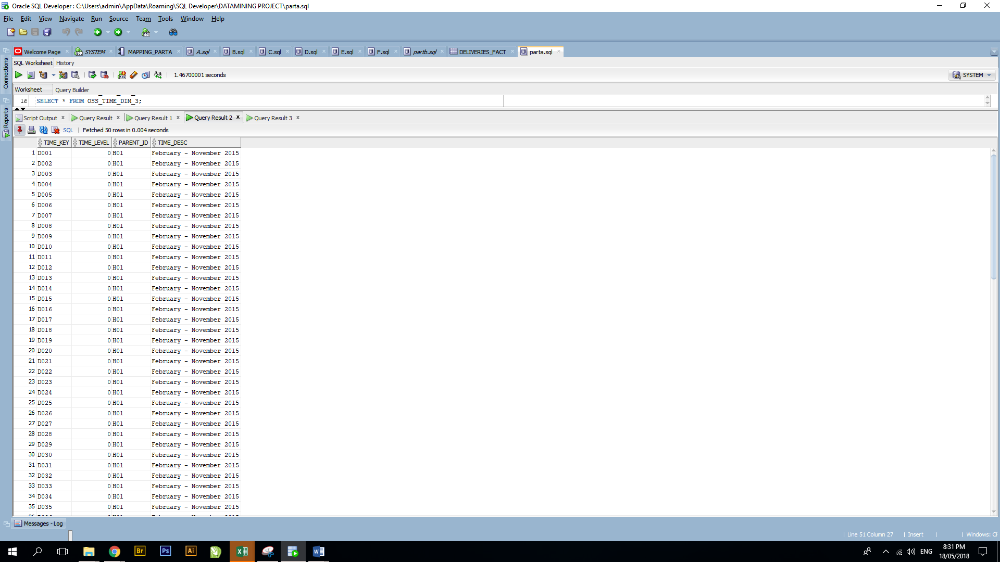 Oracle SQL Developer : C:\Users\admin\AppData\Roaming\SQL Developer\DATAMINING PROJECT\parta.sql
File Edit View Navigate Run Source Team Tools Window Help
Welcome Page SYSTEM MAPPING_PARTA A.sql B.sql C.sql D.sql E.sql F.sql partb.sql DELIVERIES_FACT parta.sql
SQL Worksheet History
1.46700001 seconds SYSTEM
Worksheet Query Builder
16 SELECT * FROM OSS_TIME_DIM_3;
Script Output Query Result Query Result 1 Query Result 2 Query Result 3
SQL Fetched 50 rows in 0.004 seconds
TIME_KEY TIME_LEVEL PARENT_ID TIME_DESC
1 D001 0 H01 February - November 2015
2 D002 0 H01 February - November 2015
3 D003 0 H01 February - November 2015
4 D004 0 H01 February - November 2015
5 D005 0 H01 February - November 2015
6 D006 0 H01 February - November 2015
7 D007 0 H01 February - November 2015
8 D008 0 H01 February - November 2015
9 D009 0 H01 February - November 2015
10 D010 0 H01 February - November 2015
11 D011 0 H01 February - November 2015
12 D012 0 H01 February - November 2015
13 D013 0 H01 February - November 2015
14 D014 0 H01 February - November 2015
15 D015 0 H01 February - November 2015
16 D016 0 H01 February - November 2015
17 D017 0 H01 February - November 2015
18 D018 0 H01 February - November 2015
19 D019 0 H01 February - November 2015
20 D020 0 H01 February - November 2015
21 D021 0 H01 February - November 2015
22 D022 0 H01 February - November 2015
23 D023 0 H01 February - November 2015
24 D024 0 H01 February - November 2015
25 D025 0 H01 February - November 2015
26 D026 0 H01 February - November 2015
27 D027 0 H01 February - November 2015
28 D028 0 H01 February - November 2015
29 D029 0 H01 February - November 2015
30 D030 0 H01 February - November 2015
31 D031 0 H01 February - November 2015
32 D032 0 H01 February - November 2015
33 D033 0 H01 February - November 2015
34 D034 0 H01 February - November 2015
35 D035 0 H01 February - November 2015
Connections
Reports
Messages - Log
Line 51 Column 27 Insert Windows:
Br Ps Ai
ENG
8:31 PM
18/05/2018